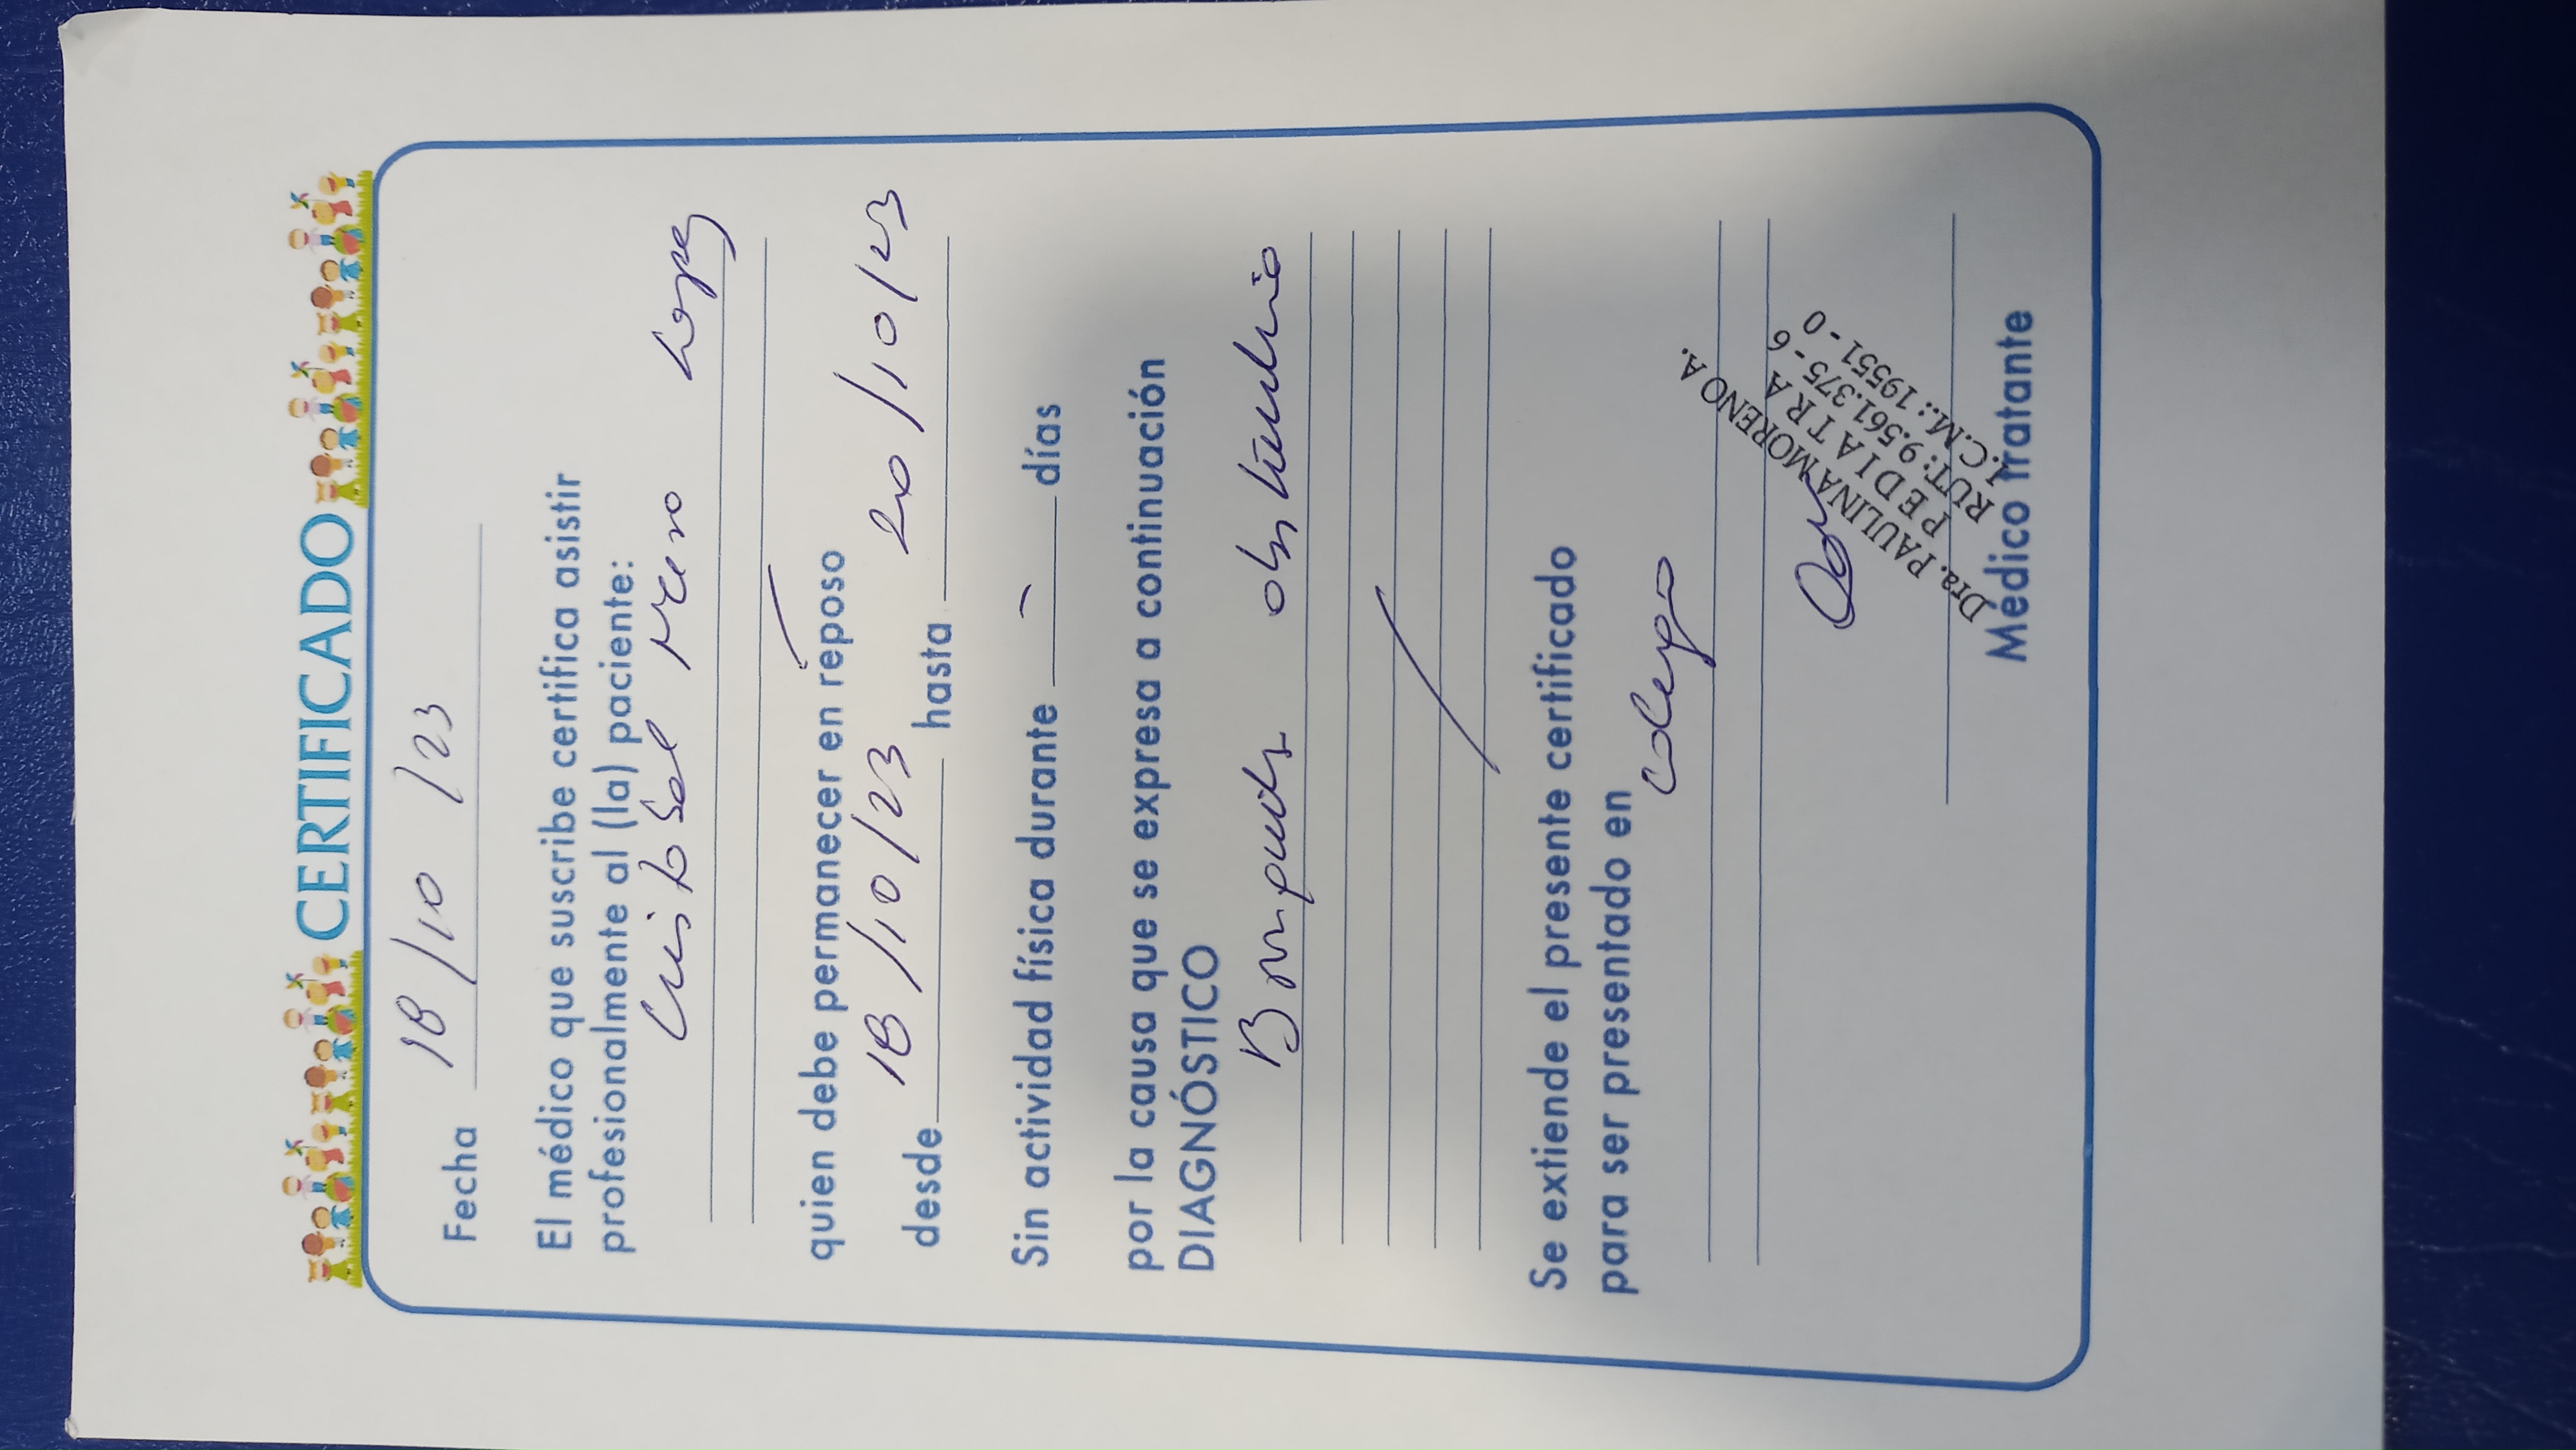 CERTIFICADO
Fecha 18/10/23
El médico que suscribe certifica asistir
profesionalmente al (la) paciente:
Cristobal López
quien debe permanecer en reposo
desde 18/10/23 hasta 20/10/23
Sin actividad física durante - días
por la causa que se expresa a continuación
DIAGNÓSTICO
obstructiva
Se extiende el presente certificado
para ser presentado en
colegio
Dra. PAULINA MORENO A.
PEDIATRA
RUT: 9.561.375-6
I.C.M.: 19551-0
Médico tratante